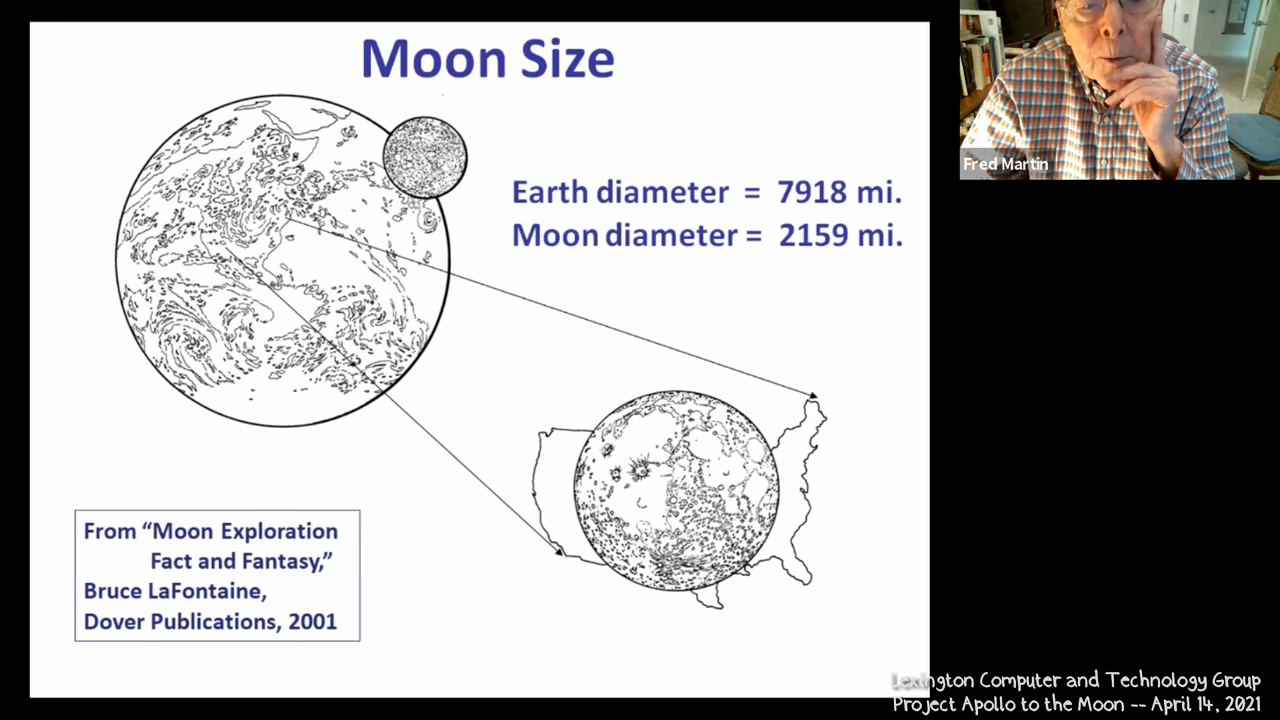 Moon Size
Earth diameter = 7918 mi.
Moon diameter = 2159 mi.
From “Moon Exploration
Fact and Fantasy,”
Bruce LaFontaine,
Dover Publications, 2001
Fred Martin
Lexington Computer and Technology Group
Project Apollo to the Moon -- April 14, 2021